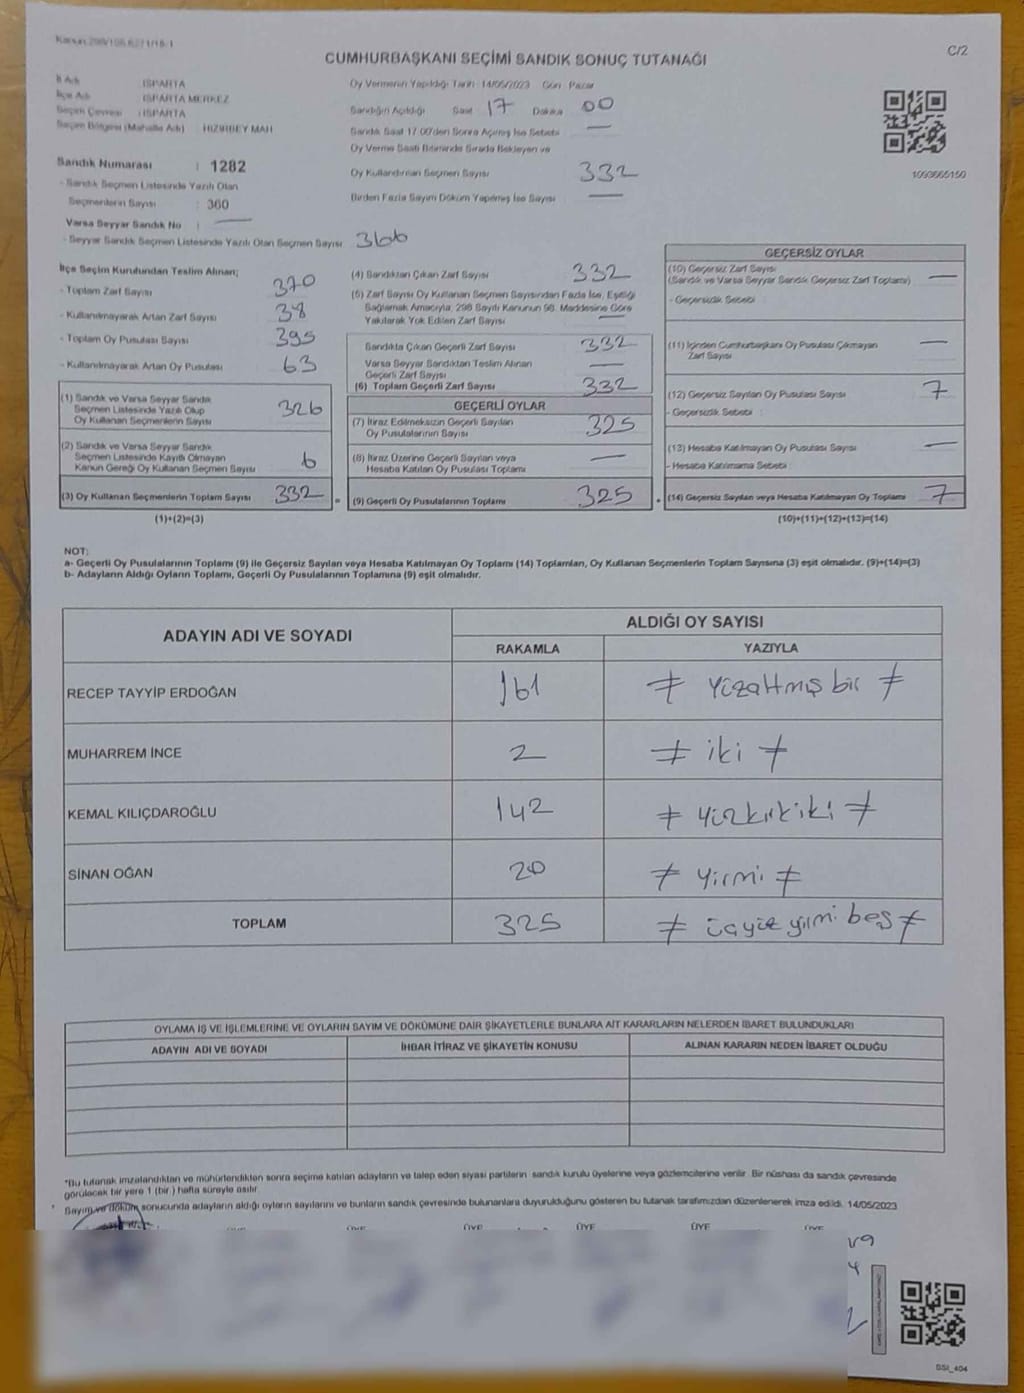 Kanun:298/105,6271/18-1
C/2
CUMHURBAŞKANI SEÇİMİ SANDIK SONUÇ TUTANAĞI
İl Adı : ISPARTA
İlçe Adı : ISPARTA MERKEZ
Seçim Çevresi : ISPARTA
Seçim Bölgesi (Mahalle Adı) : HIZIRBEY MAH
Sandık Numarası : 1282
- Sandık Seçmen Listesinde Yazılı Olan
Seçmenlerin Sayısı : 360
Varsa Seyyar Sandık No : —
- Seyyar Sandık Seçmen Listesinde Yazılı Olan Seçmen Sayısı : 366
Oy Vermenin Yapıldığı Tarih : 14/05/2023 Gün : Pazar
Sandığın Açıldığı Saat 17 Dakika 00
Sandık Saat 17.00'den Sonra Açılmış İse Sebebi —
Oy Verme Saati Bitiminde Sırada Bekleyen ve
Oy Kullandırılan Seçmen Sayısı 332
Birden Fazla Sayım Döküm Yapılmış İse Sayısı —
1093665150
İlçe Seçim Kurulundan Teslim Alınan;
- Toplam Zarf Sayısı 370
- Kullanılmayarak Artan Zarf Sayısı 38
- Toplam Oy Pusulası Sayısı 395
- Kullanılmayarak Artan Oy Pusulası 63
(1) Sandık ve Varsa Seyyar Sandık
Seçmen Listesinde Yazılı Olup
Oy Kullanan Seçmenlerin Sayısı 326
(2) Sandık ve Varsa Seyyar Sandık
Seçmen Listesinde Kayıtlı Olmayan
Kanun Gereği Oy Kullanan Seçmen Sayısı 6
(3) Oy Kullanan Seçmenlerin Toplam Sayısı 332
(1)+(2)=(3)
(4) Sandıktan Çıkan Zarf Sayısı 332
(5) Zarf Sayısı Oy Kullanan Seçmen Sayısından Fazla İse, Eşitliği
Sağlamak Amacıyla, 298 Sayılı Kanunun 98. Maddesine Göre
Yakılarak Yok Edilen Zarf Sayısı —
Sandıkta Çıkan Geçerli Zarf Sayısı 332
Varsa Seyyar Sandıktan Teslim Alınan
Geçerli Zarf Sayısı —
(6) Toplam Geçerli Zarf Sayısı 332
GEÇERLİ OYLAR
(7) İtiraz Edilmeksizin Geçerli Sayılan
Oy Pusulalarının Sayısı 325
(8) İtiraz Üzerine Geçerli Sayılan veya
Hesaba Katılan Oy Pusulası Toplamı —
= (9) Geçerli Oy Pusulalarının Toplamı 325
GEÇERSİZ OYLAR
(10) Geçersiz Zarf Sayısı —
(Sandık ve Varsa Seyyar Sandık Geçersiz Zarf Toplamı)
- Geçersizlik Sebebi :
(11) İçinden Cumhurbaşkanı Oy Pusulası Çıkmayan
Zarf Sayısı —
(12) Geçersiz Sayılan Oy Pusulası Sayısı 7
- Geçersizlik Sebebi :
(13) Hesaba Katılmayan Oy Pusulası Sayısı —
- Hesaba Katılmama Sebebi :
+ (14) Geçersiz Sayılan veya Hesaba Katılmayan Oy Toplamı 7
(10)+(11)+(12)+(13)=(14)
NOT:
a- Geçerli Oy Pusulalarının Toplamı (9) ile Geçersiz Sayılan veya Hesaba Katılmayan Oy Toplamı (14) Toplamları, Oy Kullanan Seçmenlerin Toplam Sayısına (3) eşit olmalıdır. (9)+(14)=(3)
b- Adayların Aldığı Oyların Toplamı, Geçerli Oy Pusulalarının Toplamına (9) eşit olmalıdır.
ADAYIN ADI VE SOYADI
ALDIĞI OY SAYISI
RAKAMLA YAZIYLA
RECEP TAYYİP ERDOĞAN 161 ≠ Yüzaltmış bir ≠
MUHARREM İNCE 2 ≠ iki ≠
KEMAL KILIÇDAROĞLU 142 ≠ Yüzkırkiki ≠
SİNAN OĞAN 20 ≠ Yirmi ≠
TOPLAM 325 ≠ üçyüz yirmi beş ≠
OYLAMA İŞ VE İŞLEMLERİNE VE OYLARIN SAYIM VE DÖKÜMÜNE DAİR ŞİKAYETLERLE BUNLARA AİT KARARLARIN NELERDEN İBARET BULUNDUKLARI
ADAYIN ADI VE SOYADI İHBAR İTİRAZ VE ŞİKAYETİN KONUSU ALINAN KARARIN NEDEN İBARET OLDUĞU
*Bu tutanak imzalandıktan ve mühürlendikten sonra seçime katılan adayların ve talep eden siyasi partilerin sandık kurulu üyelerine veya gözlemcilerine verilir. Bir nüshası da sandık çevresinde
görülecek bir yere 1 (bir) hafta süreyle asılır.
* Sayım ve döküm sonucunda adayların aldığı oyların sayılarını ve bunların sandık çevresinde bulunanlara duyurulduğunu gösteren bu tutanak tarafımızdan düzenlenerek imza edildi. 14/05/2023
ÜYE ÜYE ÜYE ÜYE ÜYE ÜYE
SSİ_404